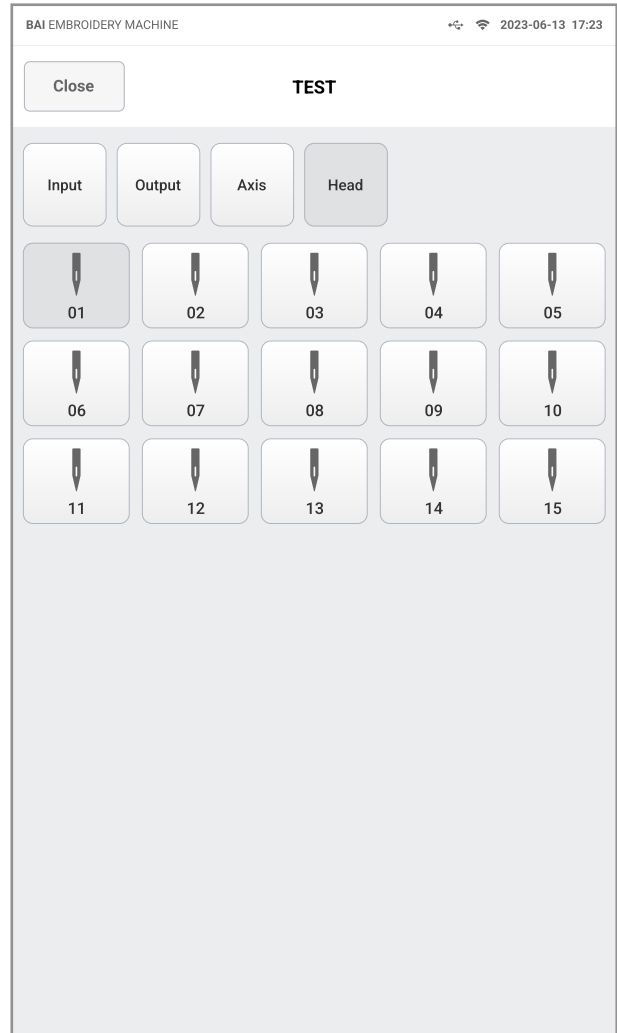 BAI EMBROIDERY MACHINE 2023-06-13 17:23
Close TEST
Input Output Axis Head
01 02 03 04 05
06 07 08 09 10
11 12 13 14 15